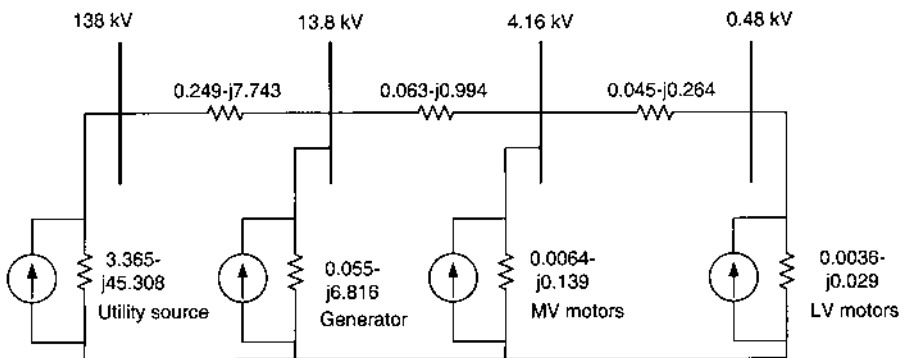 138 kV
13.8 kV
4.16 kV
0.48 kV
0.249-j7.743
0.063-j0.994
0.045-j0.264
3.365-
j45.308
Utility source
0.055-
j6.816
Generator
0.0064-
j0.139
MV motors
0.0036-
j0.029
LV motors